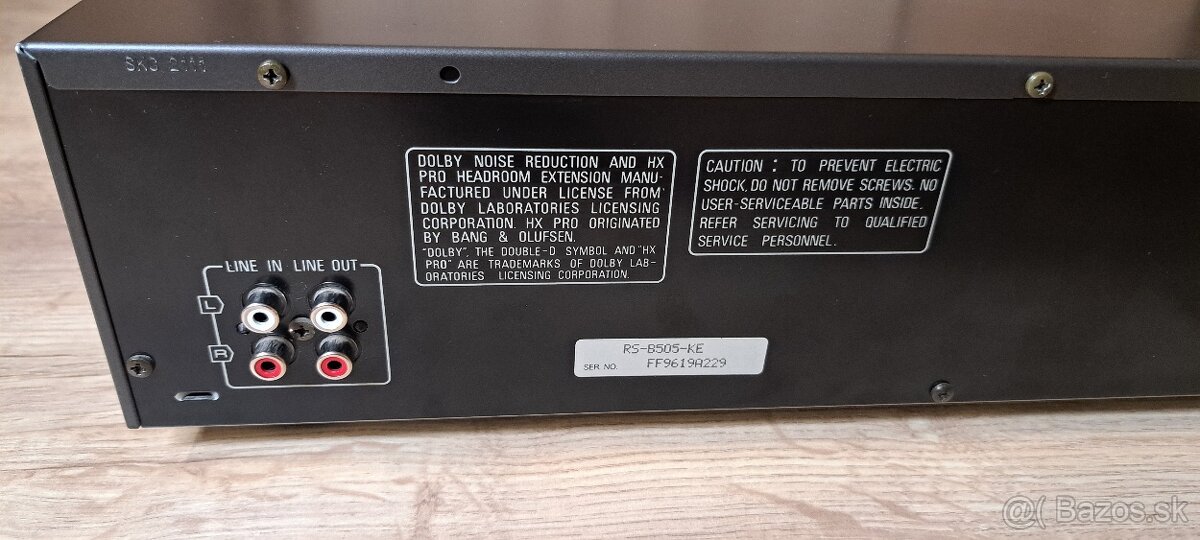 DOLBY NOISE REDUCTION AND HX
PRO HEADROOM EXTENSION MANU-
FACTURED UNDER LICENSE FROM
DOLBY LABORATORIES LICENSING
CORPORATION. HX PRO ORIGINATED
BY BANG & OLUFSEN.
"DOLBY", THE DOUBLE-D SYMBOL AND "HX
PRO" ARE TRADEMARKS OF DOLBY LAB-
ORATORIES LICENSING CORPORATION.
CAUTION : TO PREVENT ELECTRIC
SHOCK, DO NOT REMOVE SCREWS. NO
USER-SERVICEABLE PARTS INSIDE.
REFER SERVICING TO QUALIFIED
SERVICE PERSONNEL.
LINE IN LINE OUT
L
R
RS-B505-KE
SER. NO. FF9619A229
Bazos.sk